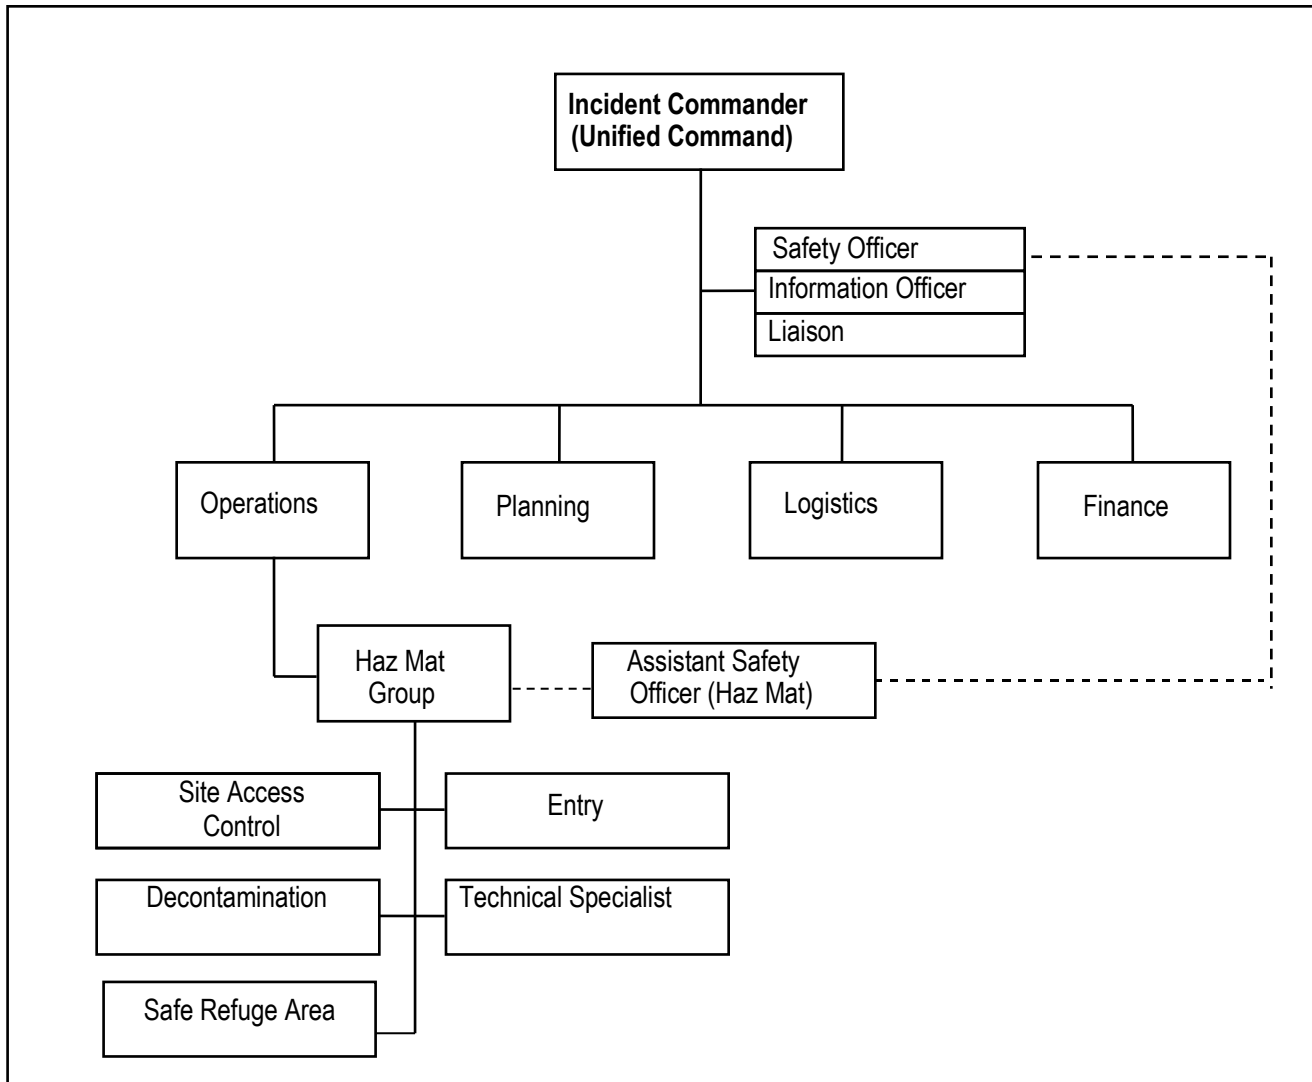 Incident Commander
(Unified Command)
Safety Officer
Information Officer
Liaison
Operations
Planning
Logistics
Finance
Haz Mat
Group
Assistant Safety
Officer (Haz Mat)
Site Access
Control
Entry
Decontamination
Technical Specialist
Safe Refuge Area